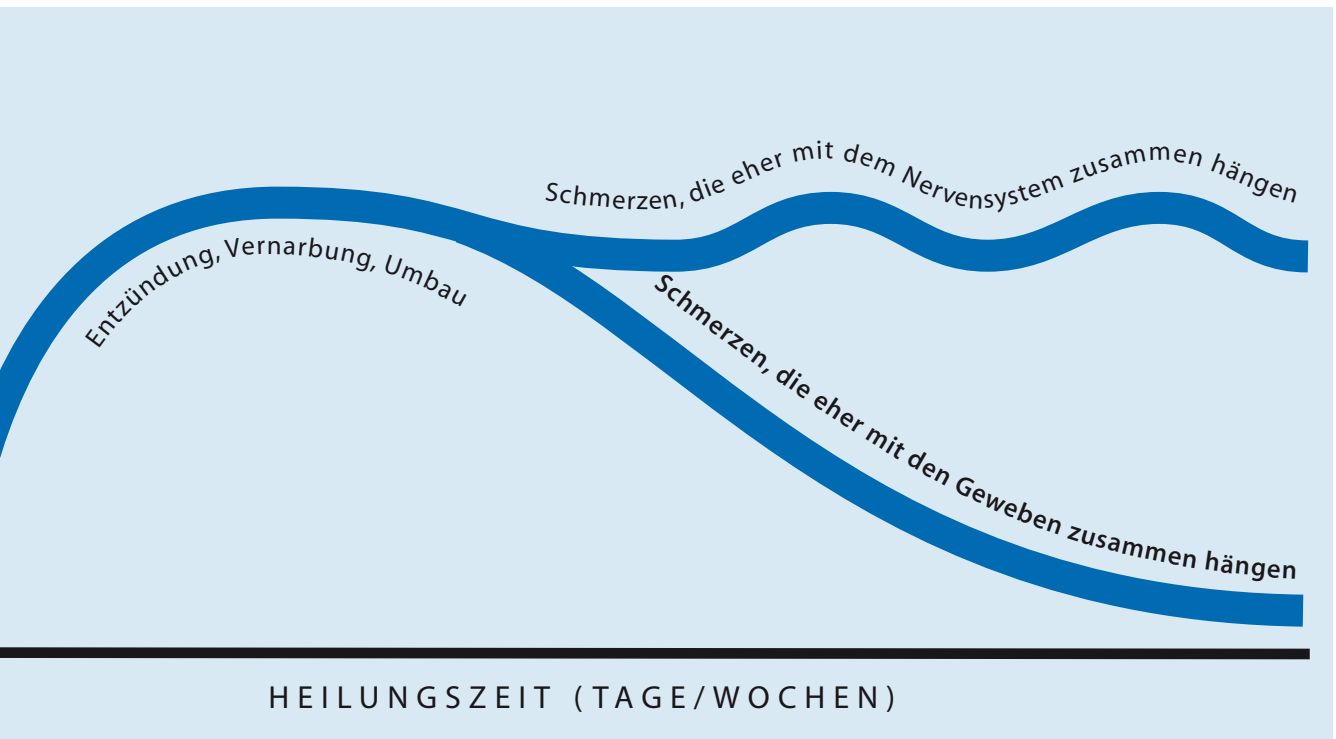 Schmerzen, die eher mit dem Nervensystem zusammen hängen
Entzündung, Vernarbung, Umbau
Schmerzen, die eher mit den Geweben zusammen hängen
HEILUNGSZEIT (TAGE/WOCHEN)